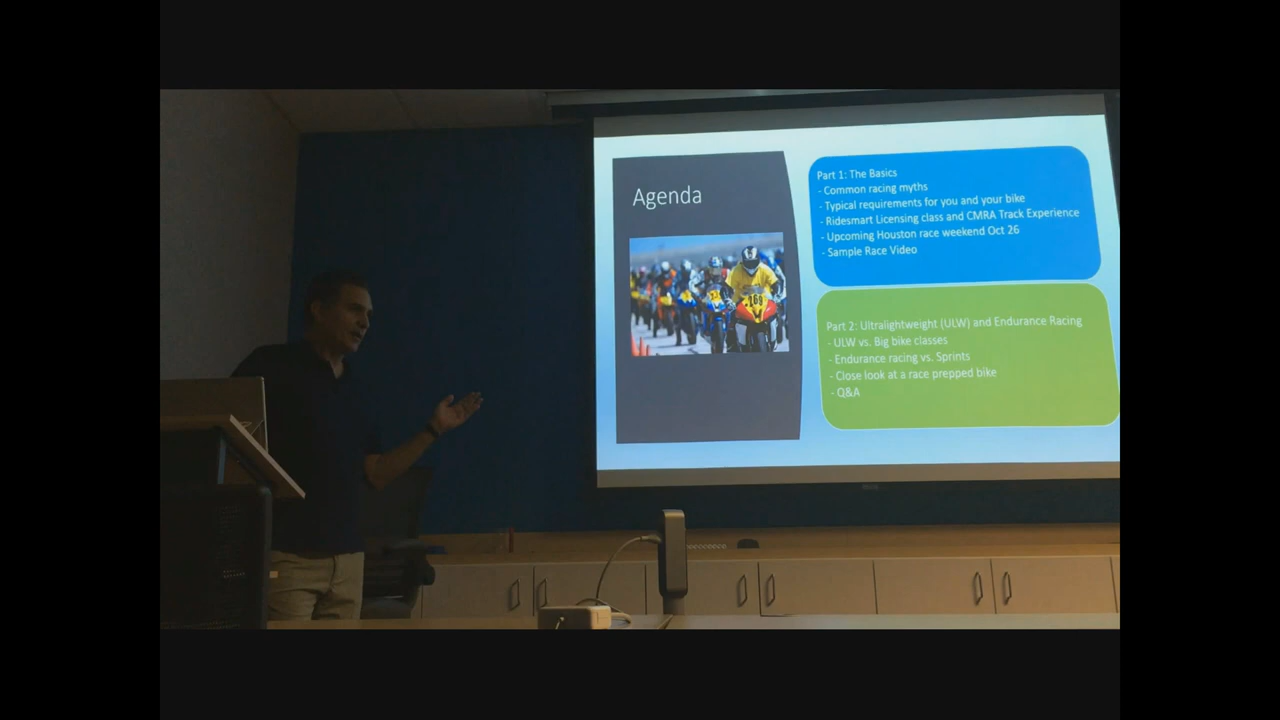 Agenda
Part 1: The Basics
- Common racing myths
- Typical requirements for you and your bike
- Ridesmart Licensing class and CMRA Track Experience
- Upcoming Houston race weekend Oct 26
- Sample Race Video
Part 2: Ultralightweight (ULW) and Endurance Racing
- ULW vs. Big bike classes
- Endurance racing vs. Sprints
- Close look at a race prepped bike
- Q&A